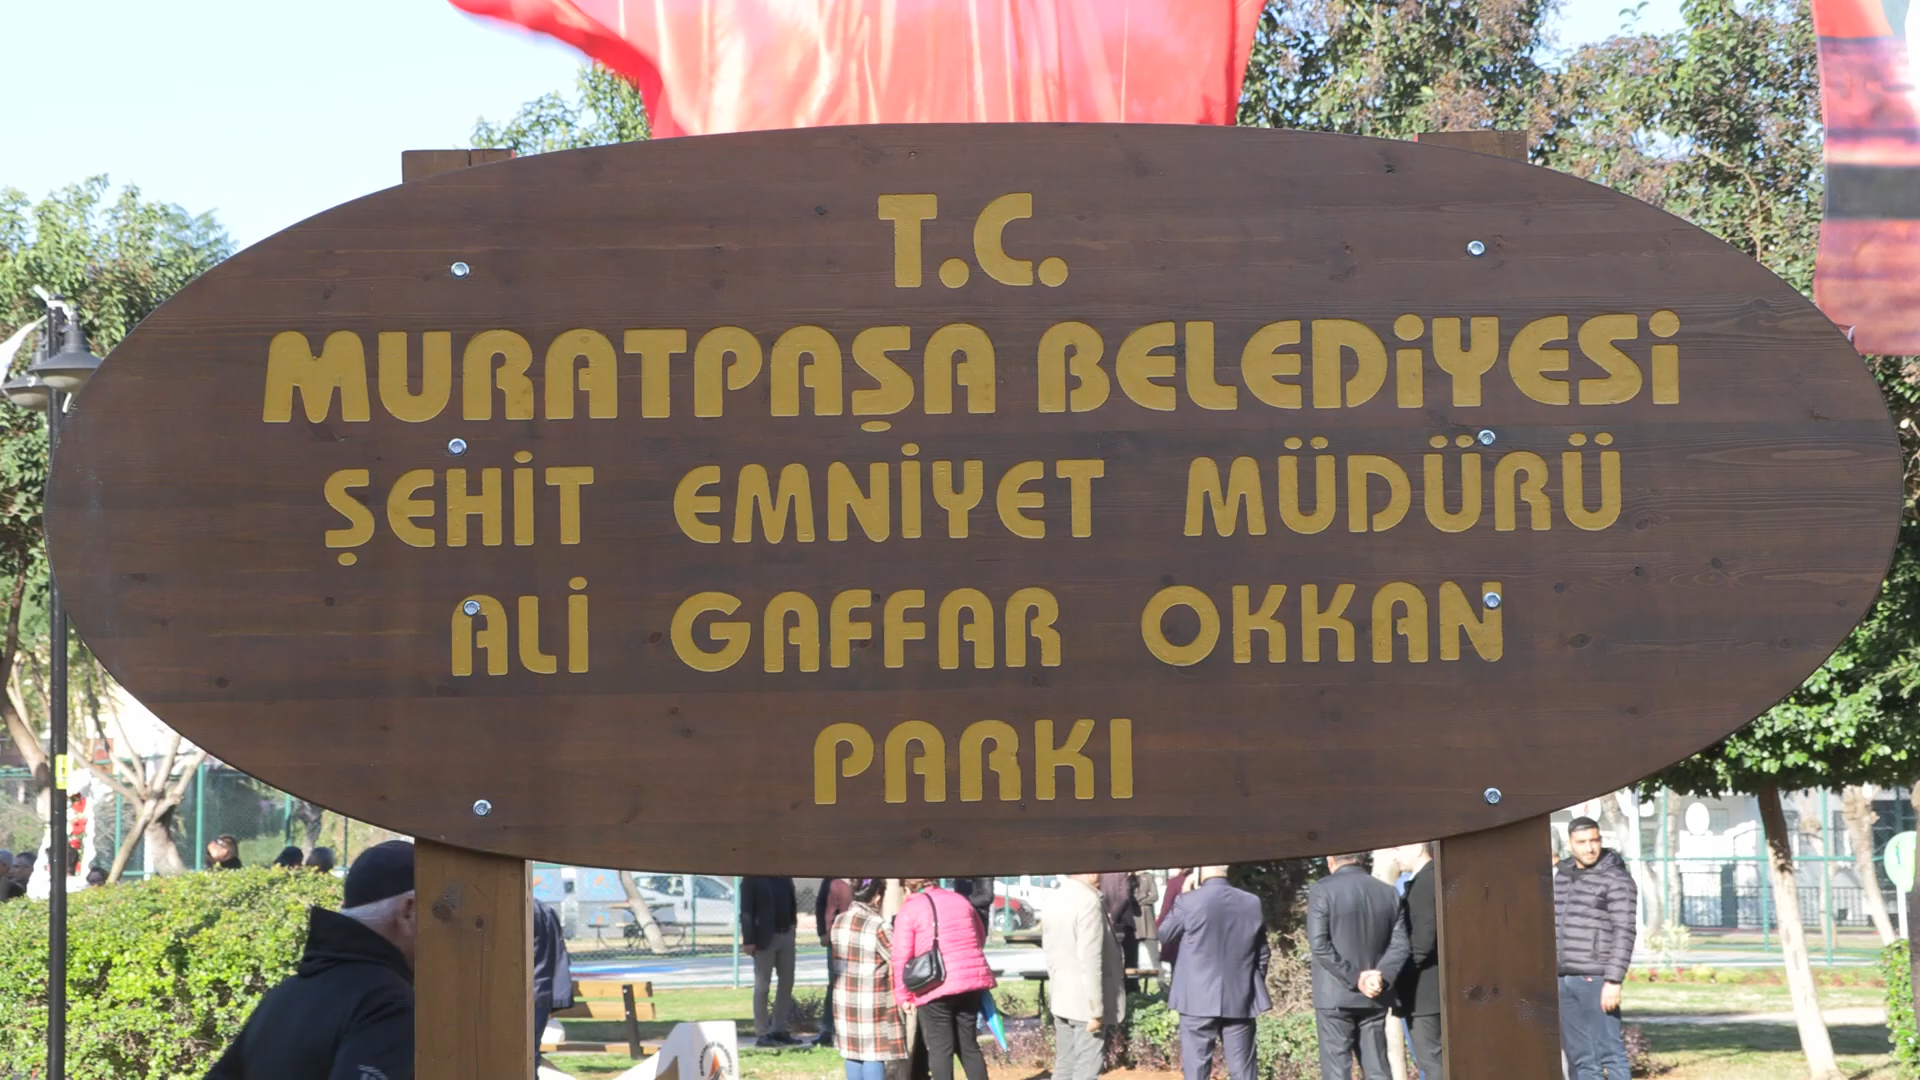 T.C.
MURATPAŞA BELEDİYESİ
ŞEHİT EMNİYET MÜDÜRÜ
ALİ GAFFAR OKKAN
PARKI